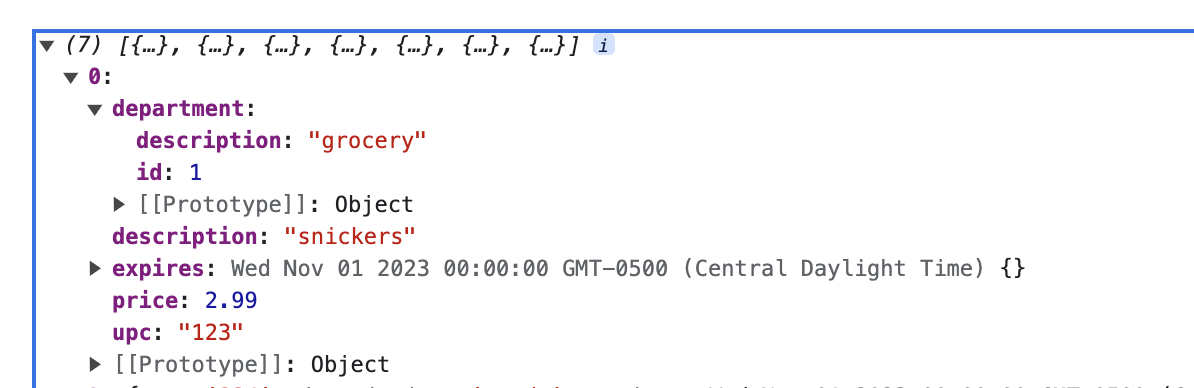 (7) [{…}, {…}, {…}, {…}, {…}, {…}, {…}] i
0:
department:
description: "grocery"
id: 1
[[Prototype]]: Object
description: "snickers"
expires: Wed Nov 01 2023 00:00:00 GMT-0500 (Central Daylight Time) {}
price: 2.99
upc: "123"
[[Prototype]]: Object